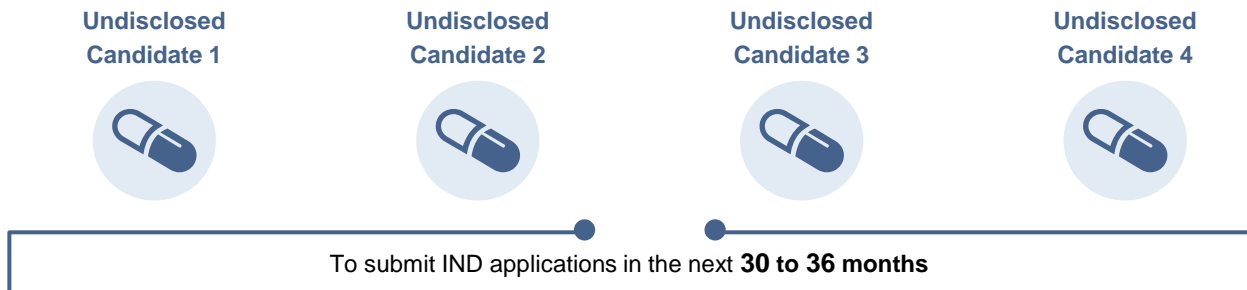 Undisclosed Candidate 1
Undisclosed Candidate 2
Undisclosed Candidate 3
Undisclosed Candidate 4
To submit IND applications in the next 30 to 36 months